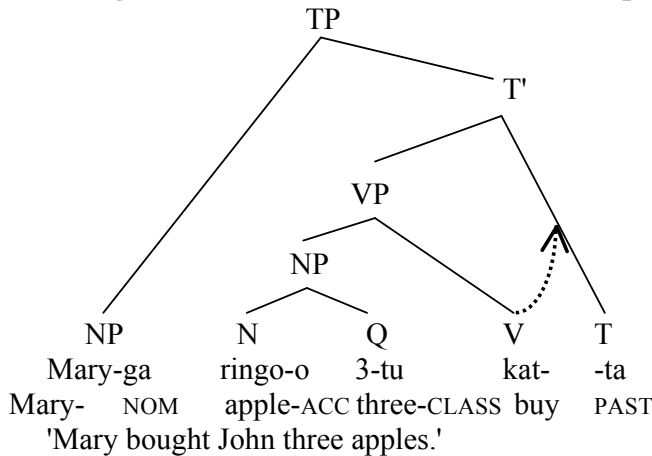 TP
T'
VP
NP
NP N Q V T
Mary-ga ringo-o 3-tu kat- -ta
Mary- NOM apple-ACC three-CLASS buy PAST
'Mary bought John three apples.'